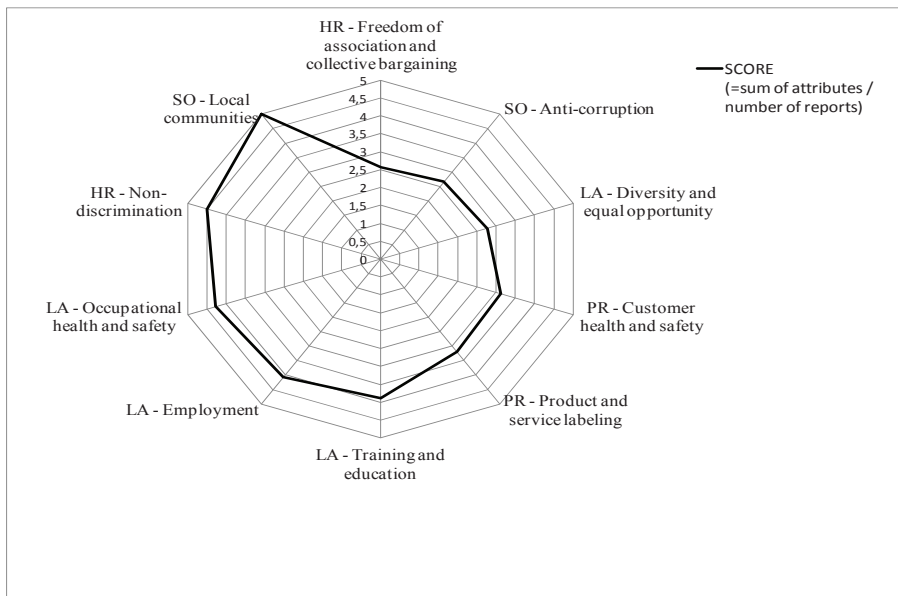 HR - Freedom of
association and
collective bargaining
5
4,5
4
3,5
3
2,5
2
1,5
1
0,5
0
SO - Anti-corruption
LA - Diversity and
equal opportunity
PR - Customer
health and safety
PR - Product and
service labeling
LA - Training and
education
LA - Employment
LA - Occupational
health and safety
HR - Non-
discrimination
SO - Local
communities
SCORE
(=sum of attributes /
number of reports)